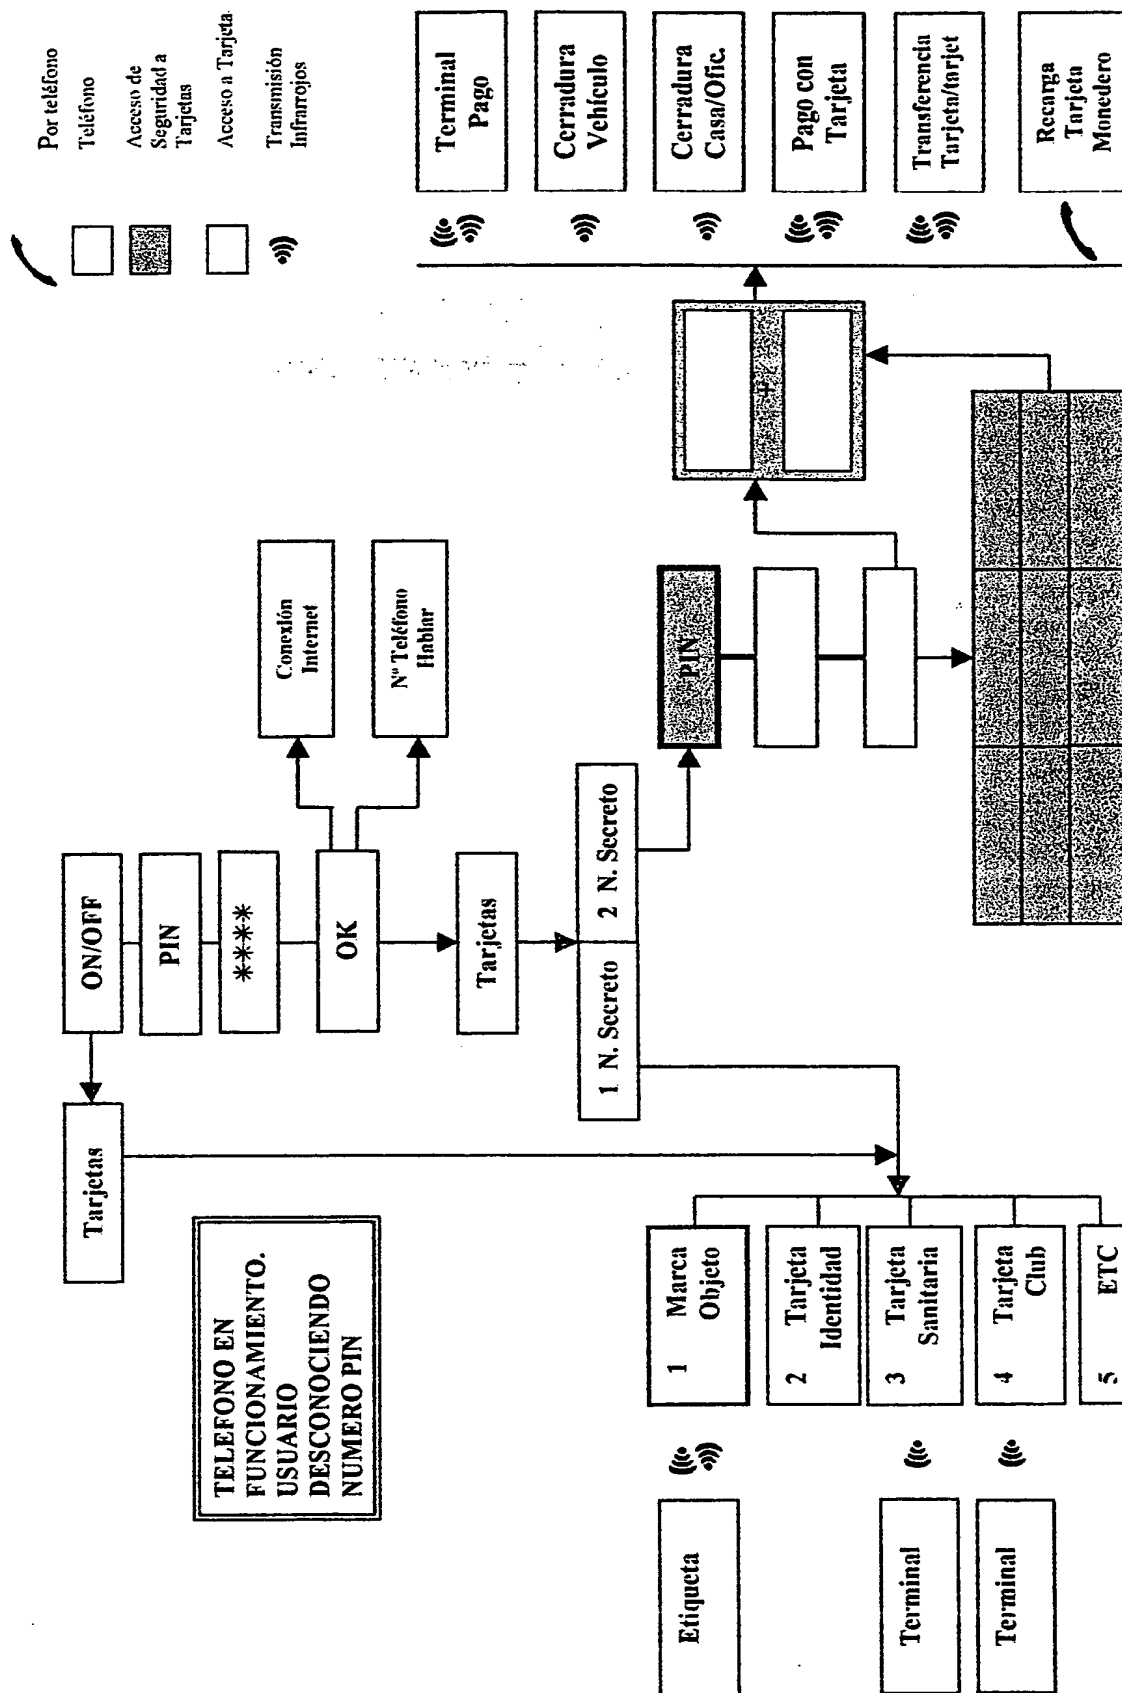 Por teléfono
Teléfono
Acceso de
Seguridad a
Tarjetas
Acceso a Tarjeta
Transmisión
Infrarrojos
TELEFONO EN
FUNCIONAMIENTO.
USUARIO
DESCONOCIENDO
NUMERO PIN
Tarjetas
ON/OFF
PIN
****
OK
Conexión
Internet
Nº Teléfono
Hablar
Tarjetas
1 N. Secreto
2 N. Secreto
PIN
+
Terminal
Pago
Cerradura
Vehículo
Cerradura
Casa/Ofic.
Pago con
Tarjeta
Transferencia
Tarjeta/tarjet
Recarga
Tarjeta
Monedero
Etiqueta
1 Marca
Objeto
2 Tarjeta
Identidad
Terminal
3 Tarjeta
Sanitaria
Terminal
4 Tarjeta
Club
5 ETC